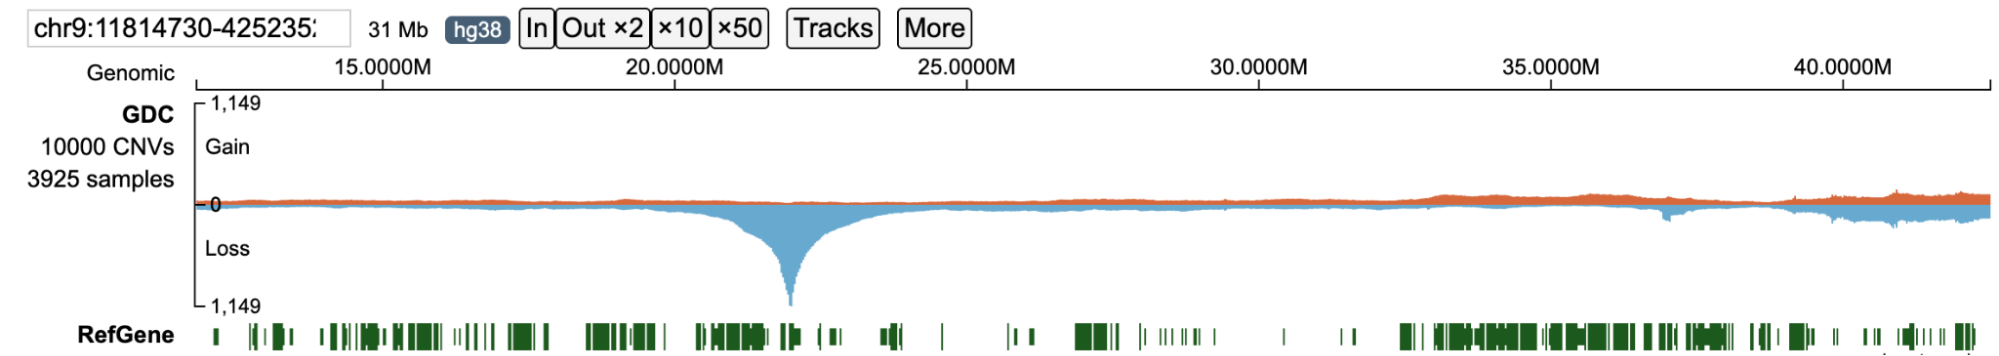 chr9:11814730-4252352 31 Mb hg38 In Out ×2 ×10 ×50 Tracks More
Genomic 15.0000M 20.0000M 25.0000M 30.0000M 35.0000M 40.0000M
GDC 1,149
10000 CNVs Gain
3925 samples
0
Loss
1,149
RefGene